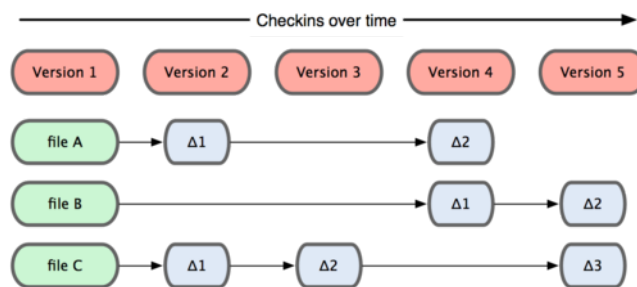 Checkins over time
Version 1 Version 2 Version 3 Version 4 Version 5
file A Δ1 Δ2
file B Δ1 Δ2
file C Δ1 Δ2 Δ3